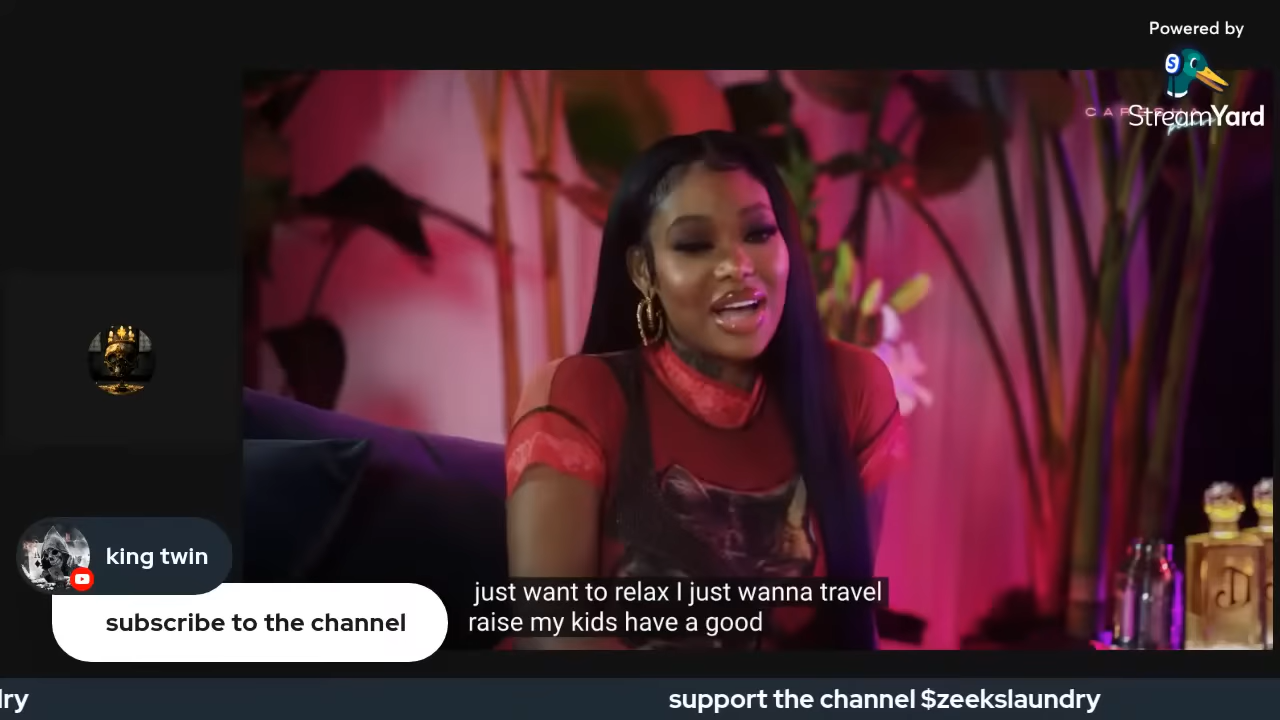 Powered by
StreamYard
king twin
subscribe to the channel
just want to relax I just wanna travel
raise my kids have a good
dry
support the channel $zeekslaundry